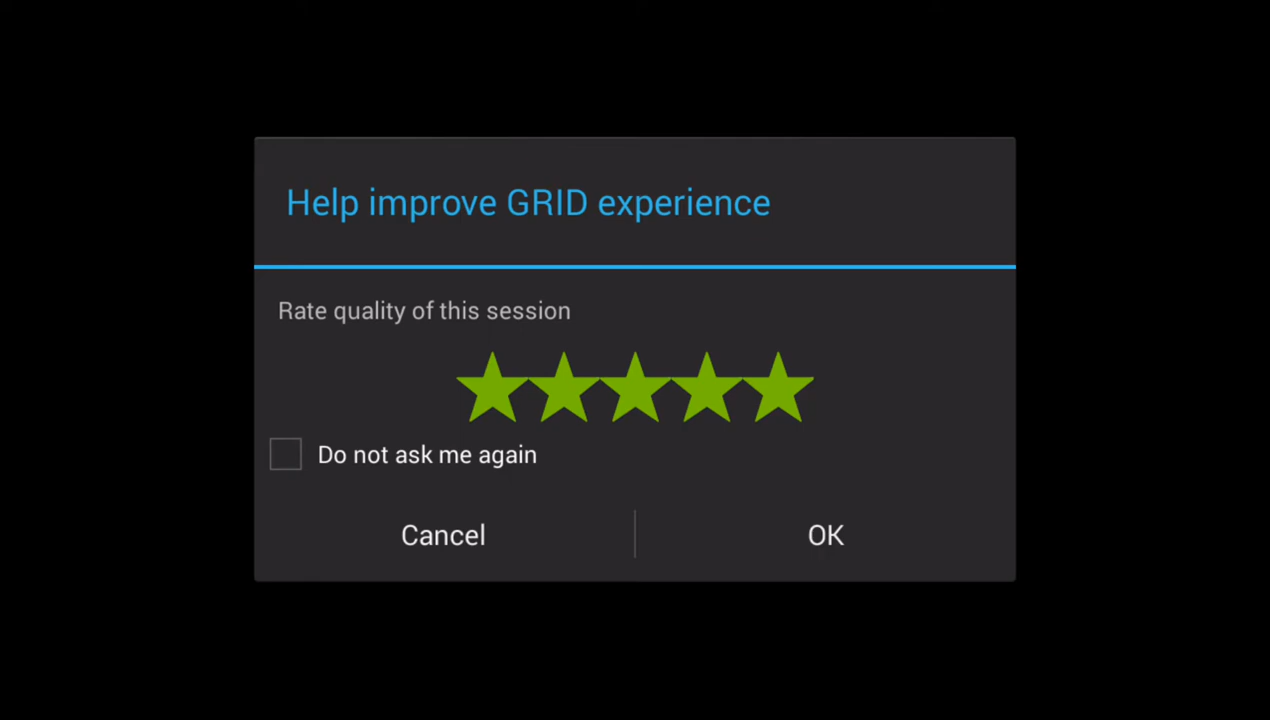 Help improve GRID experience
Rate quality of this session
Do not ask me again
Cancel
OK